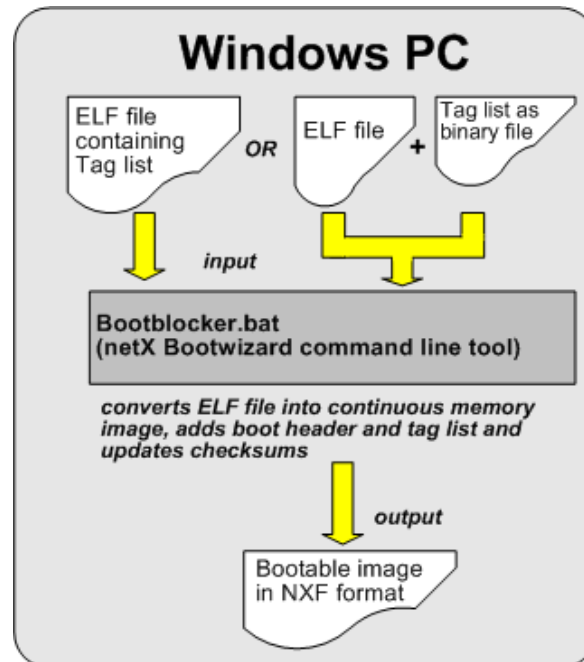 Windows PC
ELF file
containing
Tag list
OR
ELF file
+
Tag list as
binary file
input
Bootblocker.bat
(netX Bootwizard command line tool)
converts ELF file into continuous memory
image, adds boot header and tag list and
updates checksums
output
Bootable image
in NXF format